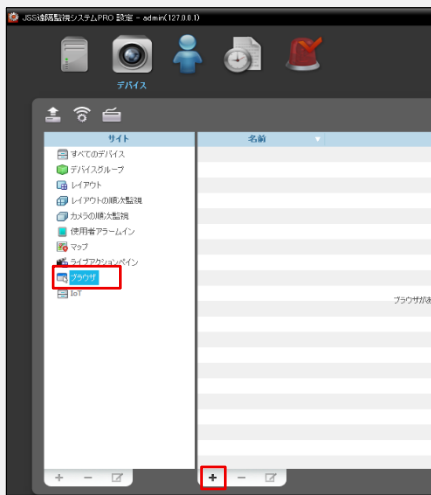 JSS遠隔監視システムPRO 設定 - admin(127.0.0.1)
デバイス
サイト
名前
すべてのデバイス
デバイスグループ
レイアウト
レイアウトの順次監視
カメラの順次監視
使用者アラームイン
マップ
ライブアクションペイン
ブラウザ
IoT
ブラウザがあ